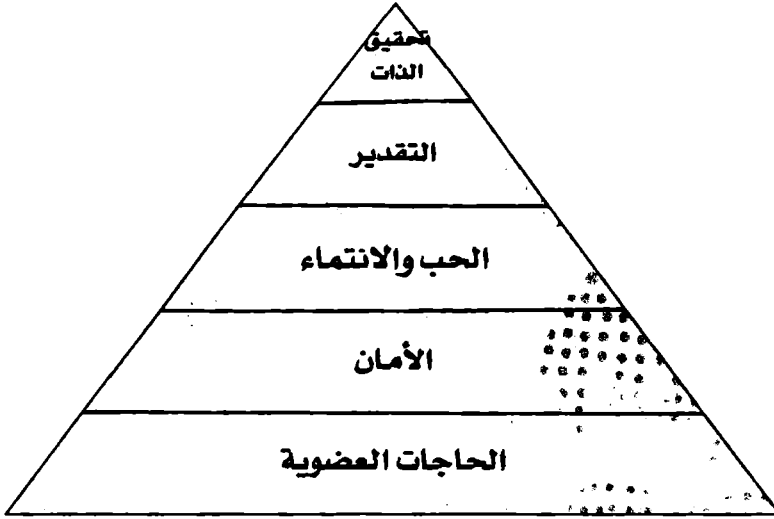 تحقيق
الذات
التقدير
الحب والانتماء
الأمان
الحاجات العضوية